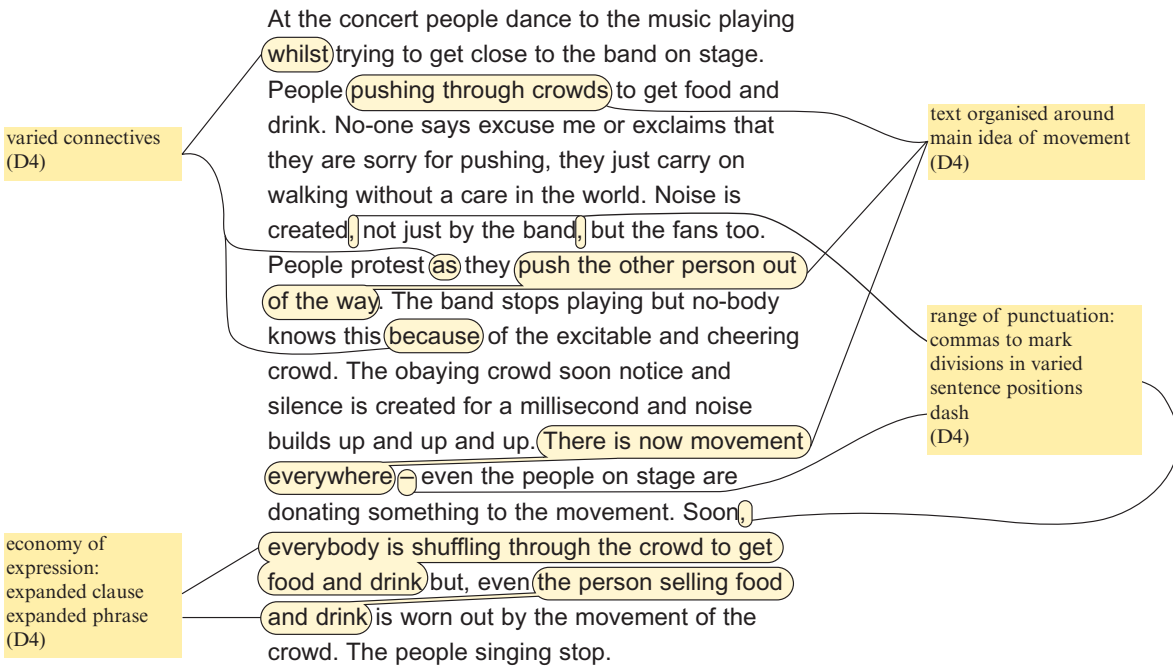 At the concert people dance to the music playing
whilst trying to get close to the band on stage.
People pushing through crowds to get food and
drink. No-one says excuse me or exclaims that
they are sorry for pushing, they just carry on
walking without a care in the world. Noise is
created, not just by the band, but the fans too.
People protest as they push the other person out
of the way. The band stops playing but no-body
knows this because of the excitable and cheering
crowd. The obaying crowd soon notice and
silence is created for a millisecond and noise
builds up and up and up. There is now movement
everywhere – even the people on stage are
donating something to the movement. Soon,
everybody is shuffling through the crowd to get
food and drink but, even the person selling food
and drink is worn out by the movement of the
crowd. The people singing stop.
varied connectives
(D4)
economy of
expression:
expanded clause
expanded phrase
(D4)
text organised around
main idea of movement
(D4)
range of punctuation:
commas to mark
divisions in varied
sentence positions
dash
(D4)